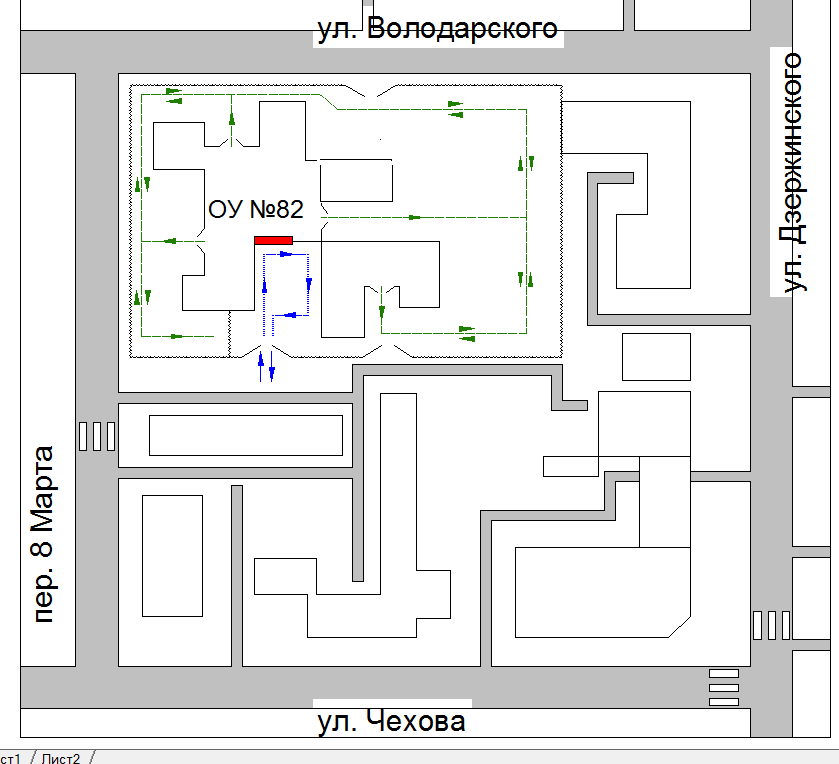 ул. Володарского
ул. Дзержинского
ОУ №82
пер. 8 Марта
ул. Чехова
ст1 / Лист2 /